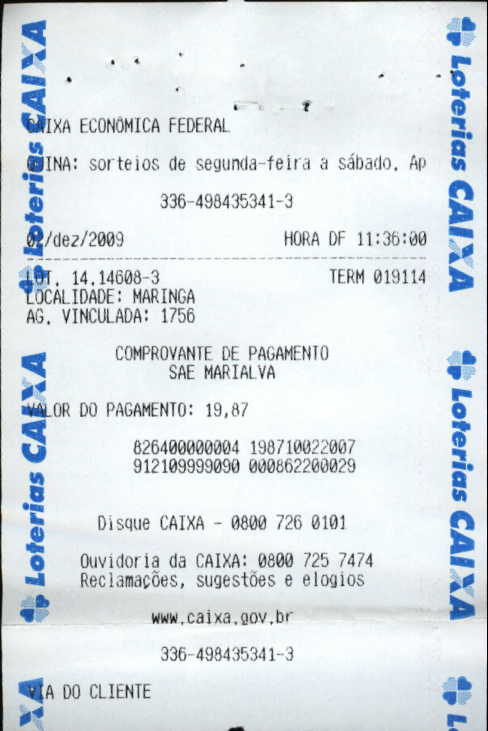 CAIXA ECONÔMICA FEDERAL
QUINA: sorteios de segunda-feira a sábado. Ap
336-498435341-3
02/dez/2009 HORA DF 11:36:00
LOT. 14.14608-3 TERM 019114
LOCALIDADE: MARINGA
AG. VINCULADA: 1756
COMPROVANTE DE PAGAMENTO
SAE MARIALVA
VALOR DO PAGAMENTO: 19,87
826400000004 198710022007
912109999090 000862200029
Disque CAIXA - 0800 726 0101
Ouvidoria da CAIXA: 0800 725 7474
Reclamações, sugestões e elogios
www.caixa.gov.br
336-498435341-3
VIA DO CLIENTE
Loterias CAIXA
Loterias CAIXA
Loterias CAIXA
Loterias CAIXA